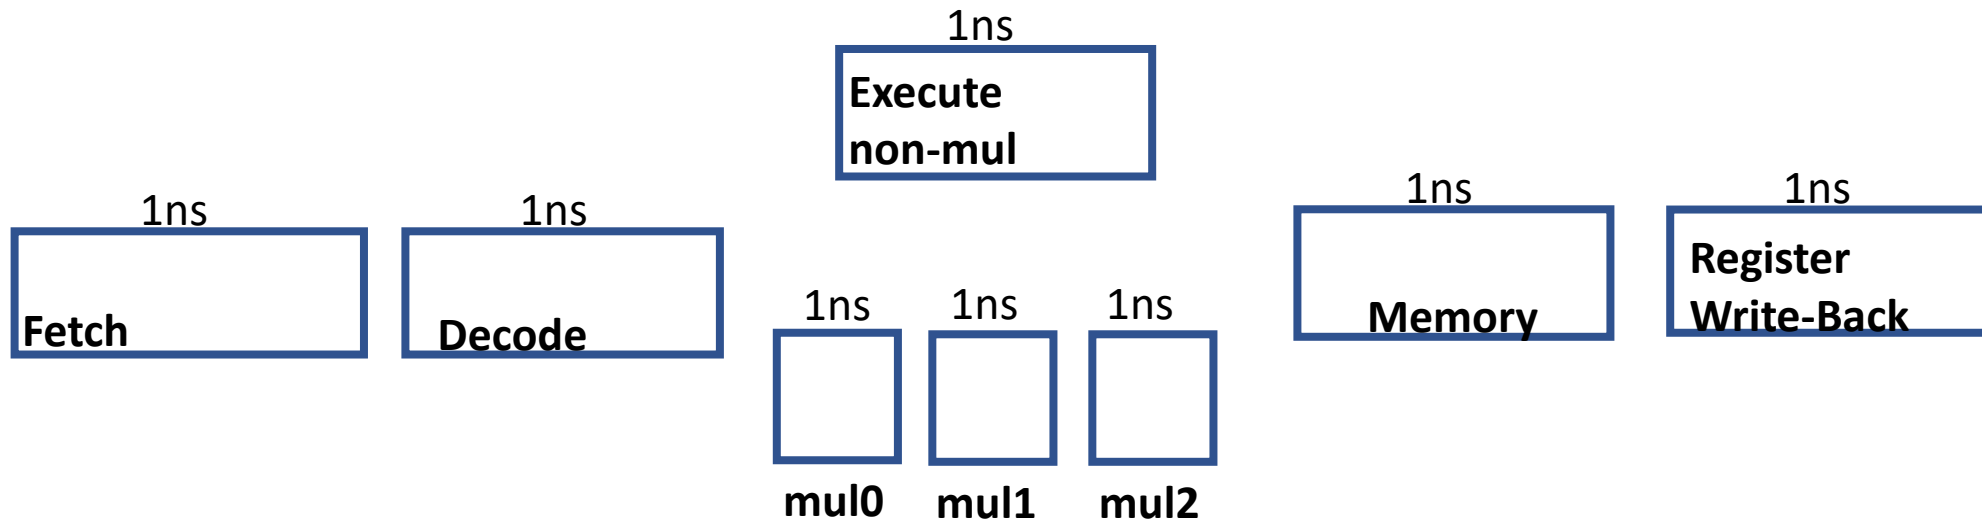 1ns
Execute
non-mul
1ns
Fetch
1ns
Decode
1ns
mul0
1ns
mul1
1ns
mul2
1ns
Memory
1ns
Register
Write-Back